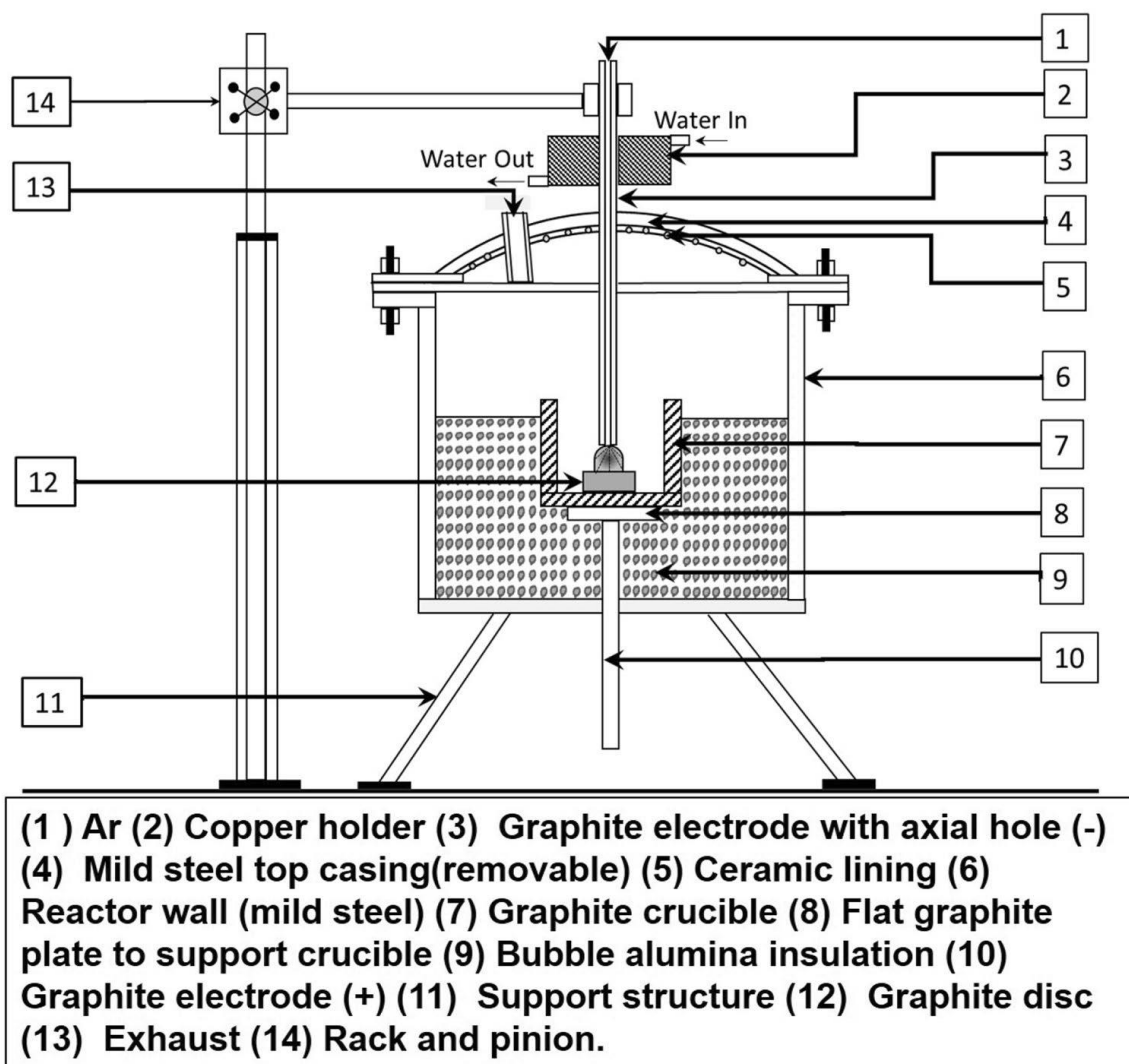 1
14
2
Water In
Water Out
13
3
4
5
6
7
12
8
9
10
11
(1 ) Ar (2) Copper holder (3) Graphite electrode with axial hole (-)
(4) Mild steel top casing(removable) (5) Ceramic lining (6)
Reactor wall (mild steel) (7) Graphite crucible (8) Flat graphite
plate to support crucible (9) Bubble alumina insulation (10)
Graphite electrode (+) (11) Support structure (12) Graphite disc
(13) Exhaust (14) Rack and pinion.